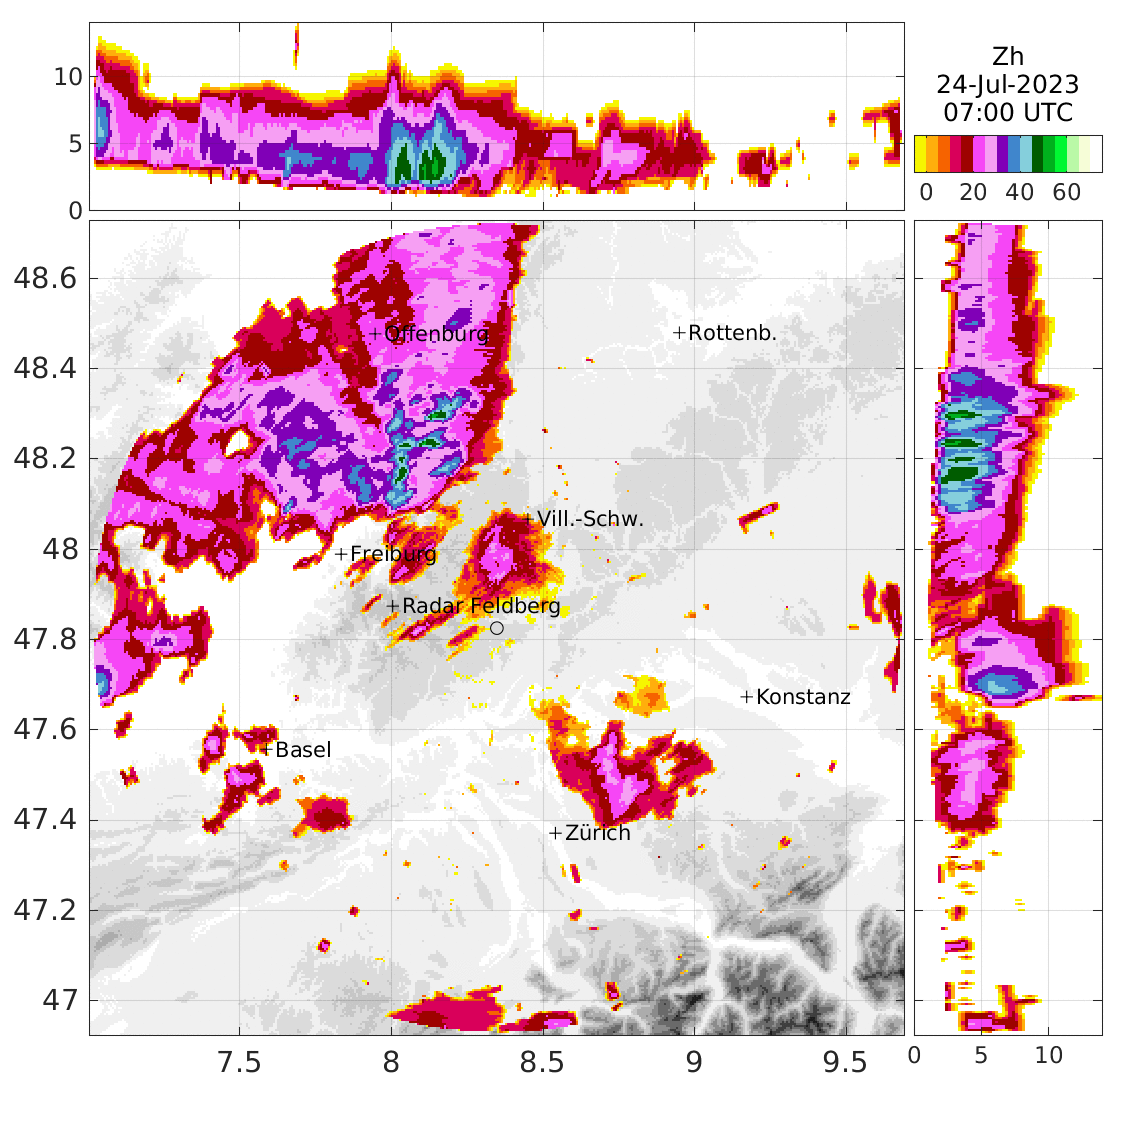 10
5
0
Zh
24-Jul-2023
07:00 UTC
0 20 40 60
48.6
48.4
48.2
48
47.8
47.6
47.4
47.2
47
+Offenburg
+Rottenb.
+Vill.-Schw.
+Freiburg
+Radar Feldberg
+Konstanz
+Basel
+Zürich
7.5 8 8.5 9 9.5
0 5 10